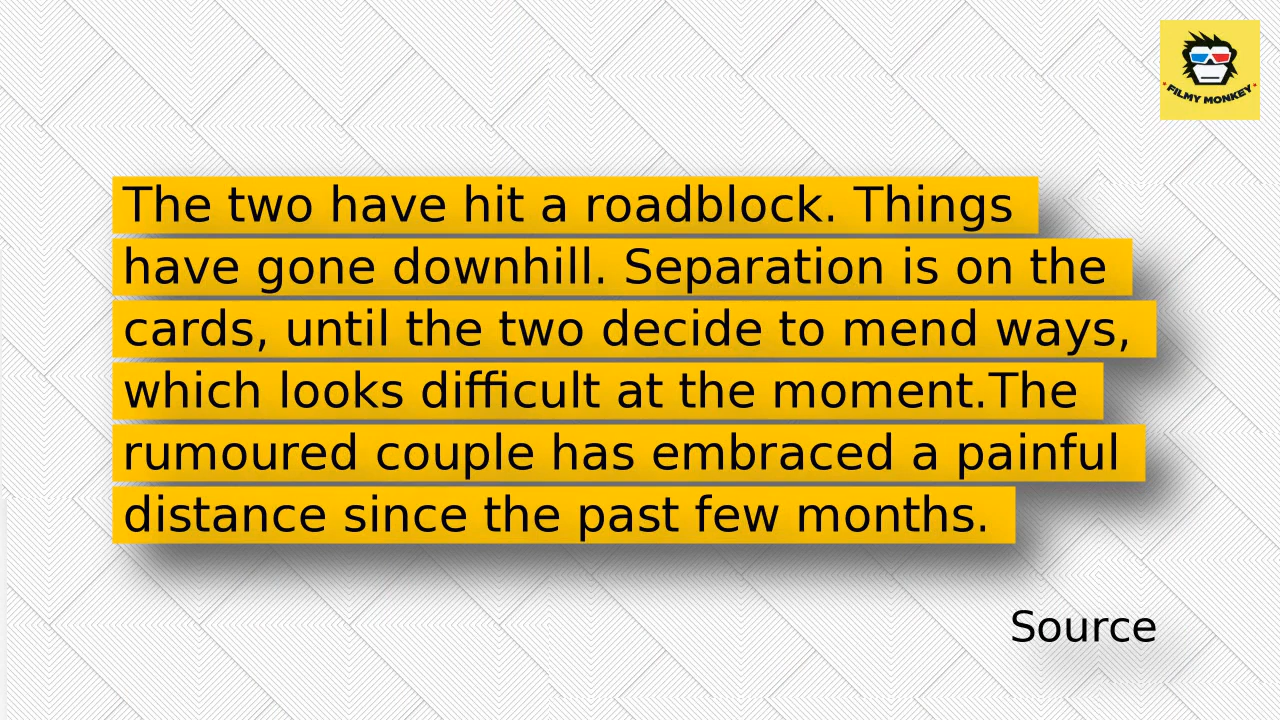 FILMY MONKEY
The two have hit a roadblock. Things
have gone downhill. Separation is on the
cards, until the two decide to mend ways,
which looks difficult at the moment.The
rumoured couple has embraced a painful
distance since the past few months.
Source